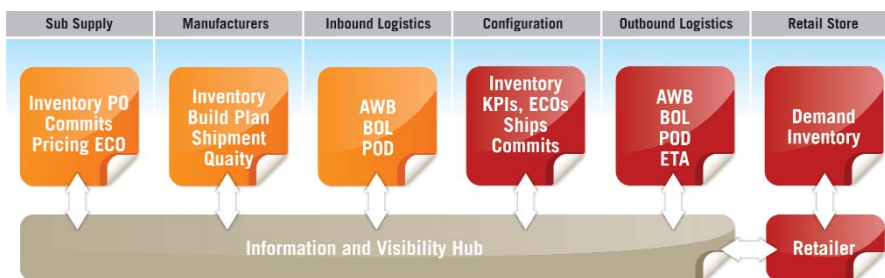 Sub Supply
Manufacturers
Inbound Logistics
Configuration
Outbound Logistics
Retail Store
Inventory PO
Commits
Pricing ECO
Inventory
Build Plan
Shipment
Quaity
AWB
BOL
POD
Inventory
KPIs, ECOs
Ships
Commits
AWB
BOL
POD
ETA
Demand
Inventory
Information and Visibility Hub
Retailer